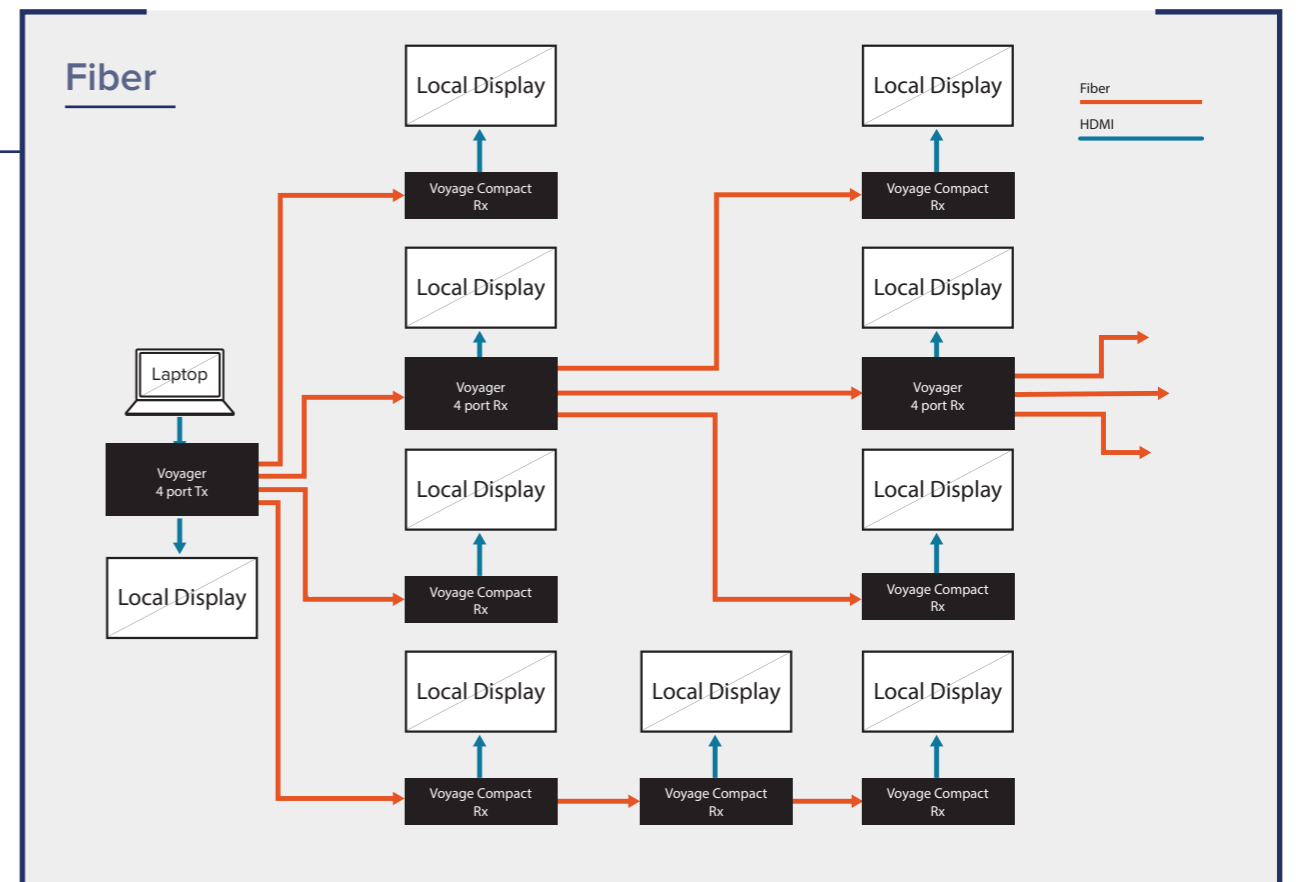 Fiber
Local Display
Local Display
Fiber
HDMI
Voyage Compact
Rx
Voyage Compact
Rx
Local Display
Local Display
Laptop
Voyager
4 port Rx
Voyager
4 port Rx
Voyager
4 port Tx
Local Display
Local Display
Local Display
Voyage Compact
Rx
Voyage Compact
Rx
Local Display
Local Display
Local Display
Voyage Compact
Rx
Voyage Compact
Rx
Voyage Compact
Rx